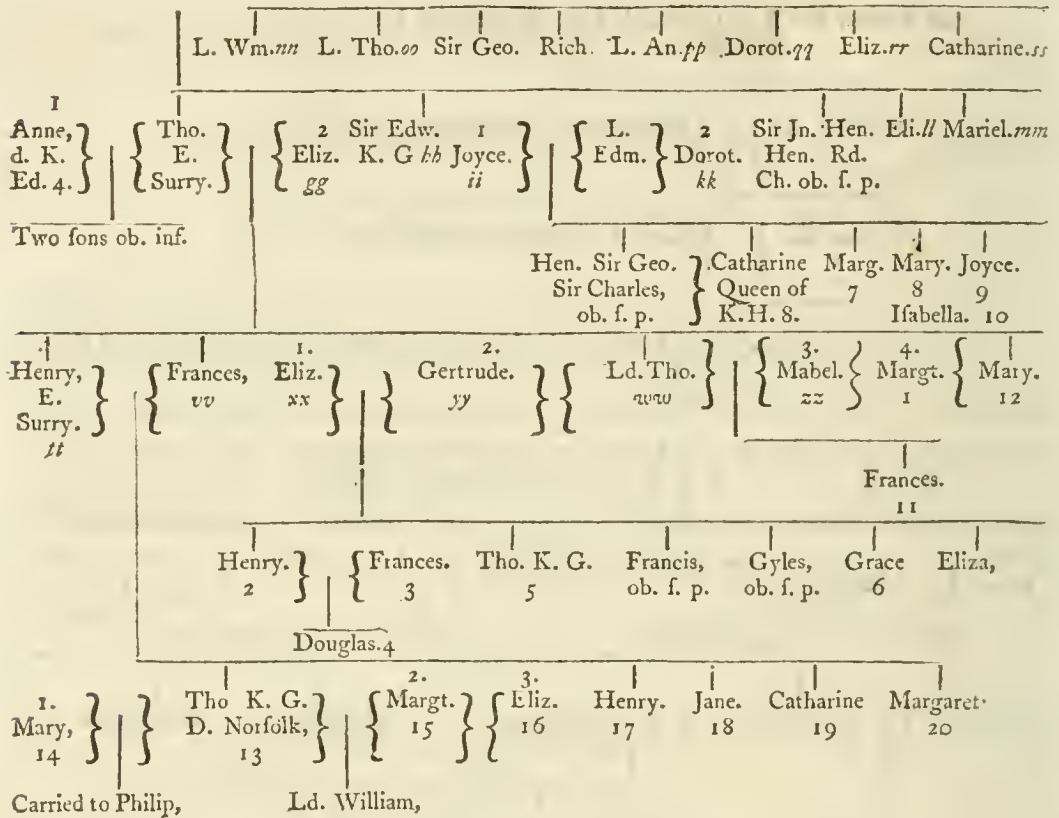 L. Wm.nn L. Tho.oo Sir Geo. Rich. L. An.pp Dorot.qq Eliz.rr Catharine.ss
1
Anne, Tho. 2 Sir Edw. 1 L. 2 Sir Jn. Hen. Eli.ll Mariel.mm
d. K. E. Eliz. K. G hh Joyce. Edm. Dorot. Hen. Rd.
Ed. 4. Surry. gg ii kk Ch. ob. ſ. p.
Two ſons ob. inf.
Hen. Sir Geo. Catharine Marg. Mary. Joyce.
Sir Charles, Queen of 7 8 9
ob. ſ. p. K. H. 8. Iſabella. 10
1. 2. 3. 4.
Henry, Frances, Eliz. Gertrude. Ld. Tho. Mabel. Margt. Mary.
E. vv xx yy ww zz 1 12
Surry.
tt
Frances.
11
Henry. Frances. Tho. K. G. Francis, Gyles, Grace Eliza,
2 3 5 ob. ſ. p. ob. ſ. p. 6
Douglas.4
1. Tho K. G. 2. 3.
Mary, D. Norfolk, Margt. Eliz. Henry. Jane. Catharine Margaret
14 13 15 16 17 18 19 20
Carried to Philip, Ld. William,